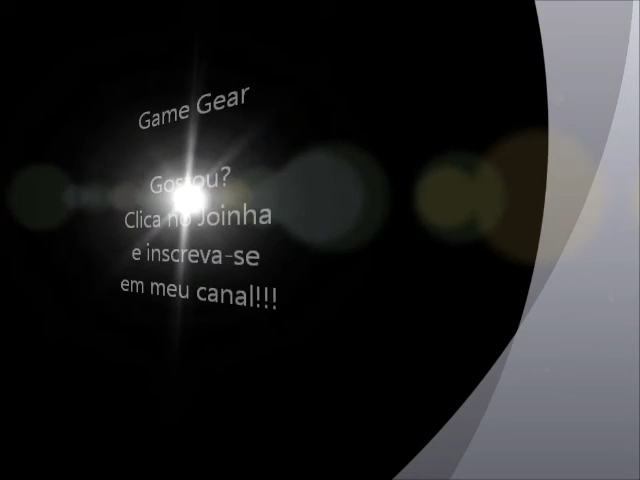 Game Gear
Gostou?
Clica no Joinha
e inscreva-se
em meu canal!!!